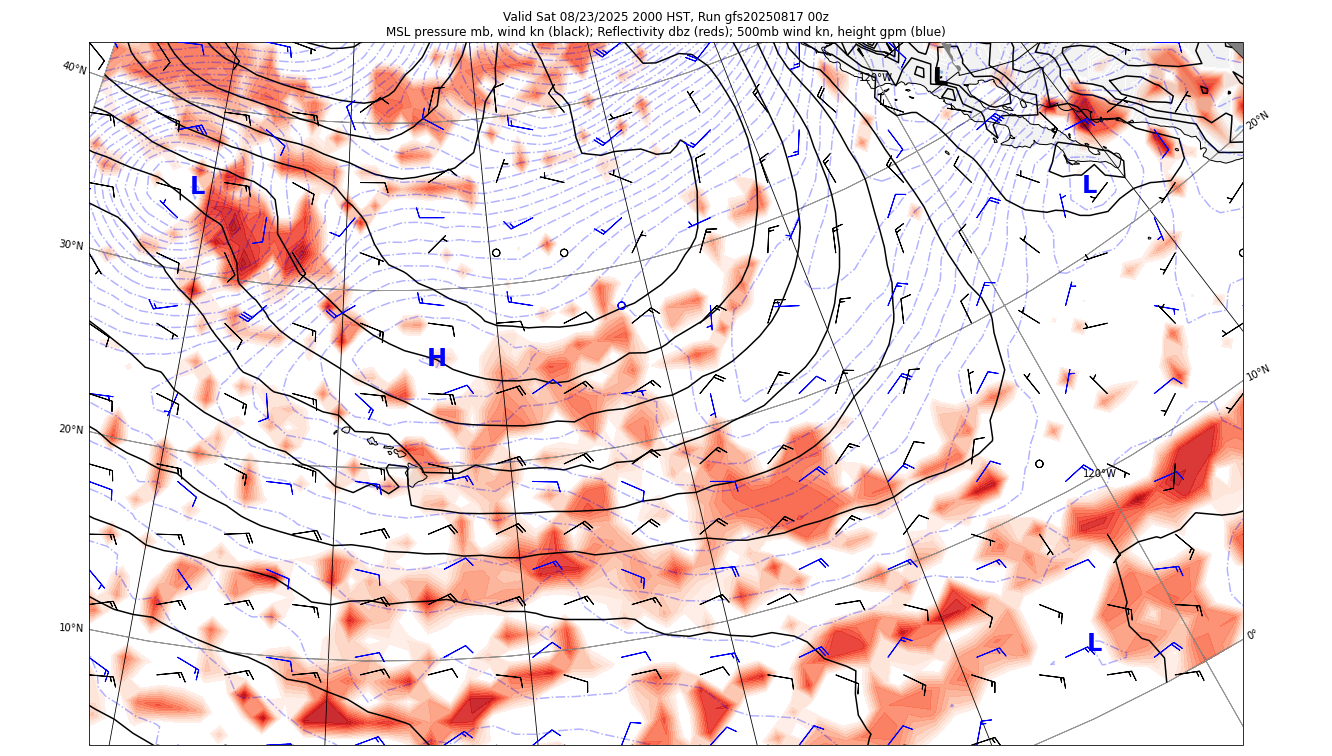 Valid Sat 08/23/2025 2000 HST, Run gfs20250817 00z
MSL pressure mb, wind kn (black); Reflectivity dbz (reds); 500mb wind kn, height gpm (blue)
40°N
120°W
L
20°N
L
L
30°N
H
10°N
20°N
120°W
10°N
L
0°